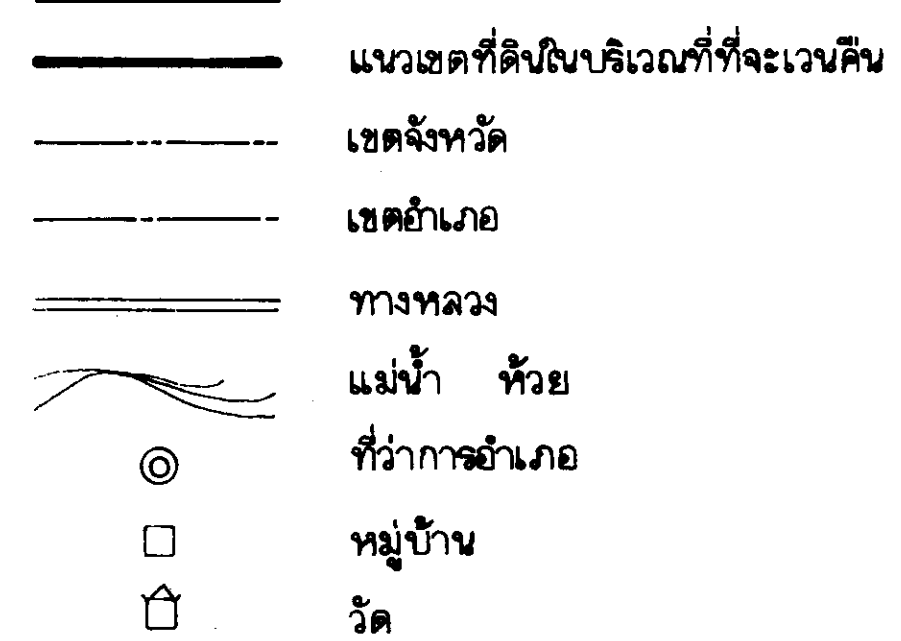 แนวเขตที่ดินในบริเวณที่ที่จะเวนคืน
เขตจังหวัด
เขตอำเภอ
ทางหลวง
แม่น้ำ ห้วย
ที่ว่าการอำเภอ
หมู่บ้าน
วัด